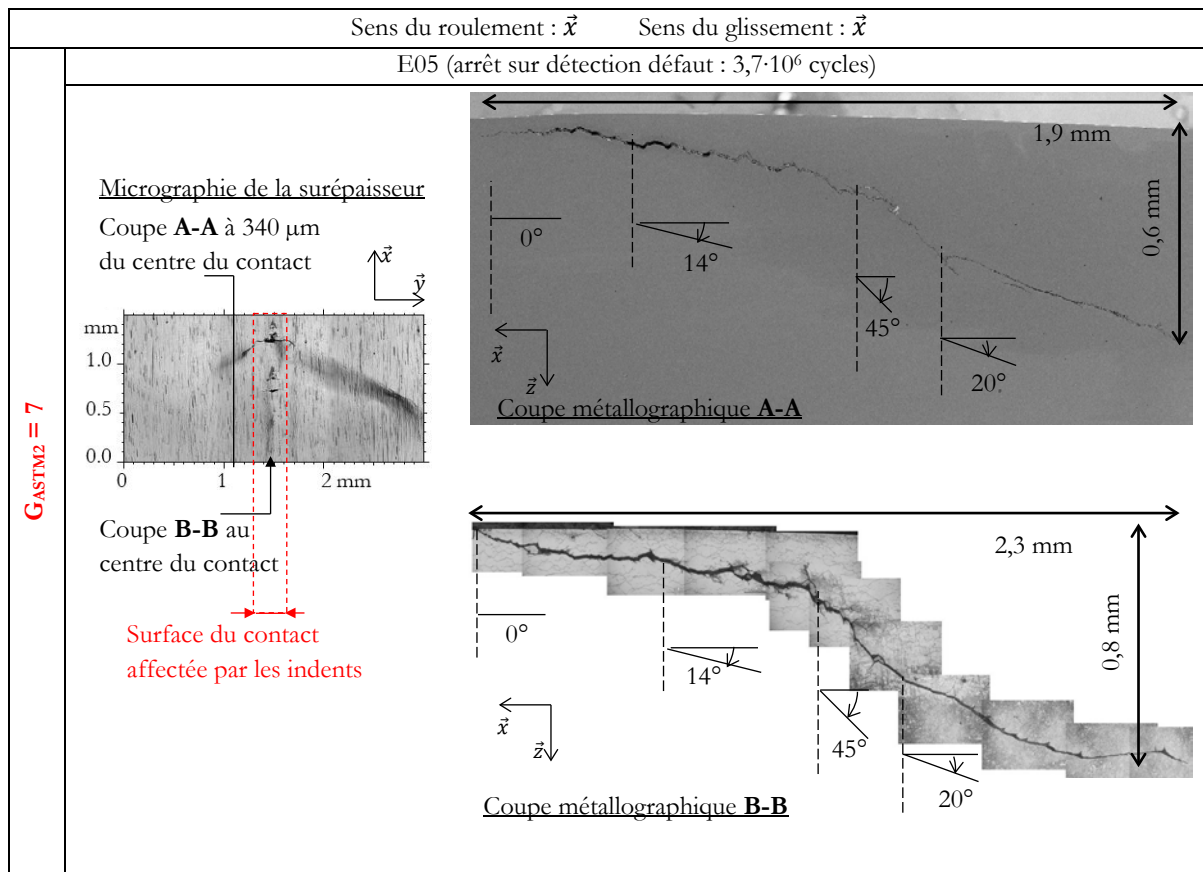 Sens du roulement : x⃗ Sens du glissement : x⃗
G_ASTM2 = 7
E05 (arrêt sur détection défaut : 3,7·10⁶ cycles)
Micrographie de la surépaisseur
Coupe A-A à 340 µm
du centre du contact
x⃗
y⃗
mm
1.0
0.5
0.0
0 1 2 mm
Coupe B-B au
centre du contact
Surface du contact
affectée par les indents
1,9 mm
0,6 mm
0°
14°
45°
20°
x⃗
z⃗
Coupe métallographique A-A
2,3 mm
0,8 mm
0°
14°
45°
20°
x⃗
z⃗
Coupe métallographique B-B